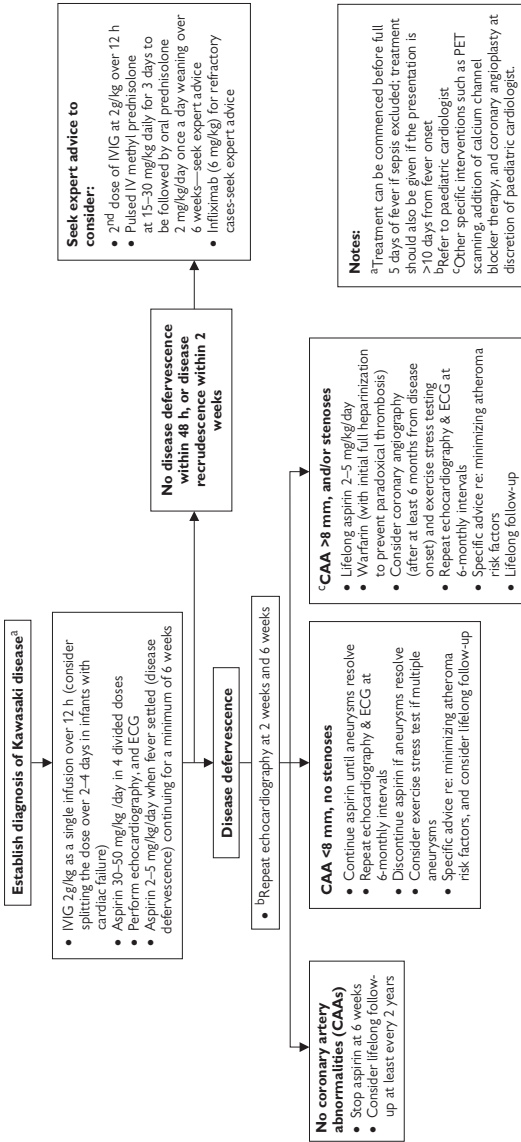 Establish diagnosis of Kawasaki disease^a
• IVIG 2 g/kg as a single infusion over 12 h (consider
splitting the dose over 2–4 days in infants with
cardiac failure)
• Aspirin 30–50 mg/kg /day in 4 divided doses
• Perform echocardiography, and ECG
• Aspirin 2–5 mg/kg/day when fever settled (disease
defervescence) continuing for a minimum of 6 weeks
Disease defervescence
• ^bRepeat echocardiography at 2 weeks and 6 weeks
No disease defervescence
within 48 h, or disease
recrudescence within 2
weeks
Seek expert advice to
consider:
• 2nd dose of IVIG at 2g/kg over 12 h
• Pulsed IV methyl prednisolone
at 15–30 mg/kg daily for 3 days to
be followed by oral prednisolone
2 mg/kg/day once a day weaning over
6 weeks—seek expert advice
• Infliximab (6 mg/kg) for refractory
cases-seek expert advice
No coronary artery
abnormalities (CAAs)
• Stop aspirin at 6 weeks
• Consider lifelong follow-
up at least every 2 years
CAA <8 mm, no stenoses
• Continue aspirin until aneurysms resolve
• Repeat echocardiography & ECG at
6-monthly intervals
• Discontinue aspirin if aneurysms resolve
• Consider exercise stress test if multiple
aneurysms
• Specific advice re: minimizing atheroma
risk factors, and consider lifelong follow-up
^cCAA >8 mm, and/or stenoses
• Lifelong aspirin 2–5 mg/kg/day
• Warfarin (with initial full heparinization
to prevent paradoxical thrombosis)
• Consider coronary angiography
(after at least 6 months from disease
onset) and exercise stress testing
• Repeat echocardiography & ECG at
6-monthly intervals
• Specific advice re: minimizing atheroma
risk factors
• Lifelong follow-up
Notes:
^aTreatment can be commenced before full
5 days of fever if sepsis excluded; treatment
should also be given if the presentation is
>10 days from fever onset
^bRefer to paediatric cardiologist
^cOther specific interventions such as PET
scanning, addition of calcium channel
blocker therapy, and coronary angioplasty at
discretion of paediatric cardiologist.